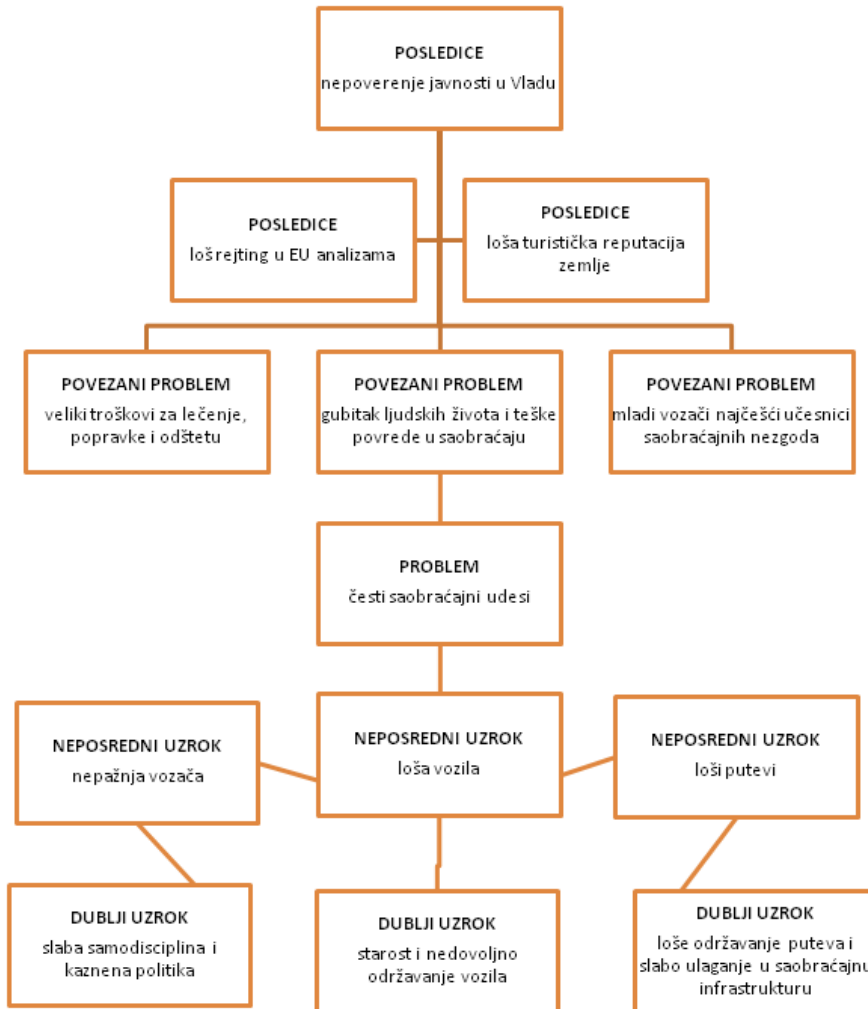 POSLEDICE
nepoverenje javnosti u Vladu
POSLEDICE
loš rejting u EU analizama
POSLEDICE
loša turistička reputacija
zemlje
POVEZANI PROBLEM
veliki troškovi za lečenje,
popravke i odštetu
POVEZANI PROBLEM
gubitak ljudskih života i teške
povrede u saobraćaju
POVEZANI PROBLEM
mladi vozači najčešći učesnici
saobraćajnih nezgoda
PROBLEM
česti saobraćajni udesi
NEPOSREDNI UZROK
nepažnja vozača
NEPOSREDNI UZROK
loša vozila
NEPOSREDNI UZROK
loši putevi
DUBLJI UZROK
slaba samodisciplina i
kaznena politika
DUBLJI UZROK
starost i nedovoljno
održavanje vozila
DUBLJI UZROK
loše održavanje puteva i
slabo ulaganje u saobraćajnu
infrastrukturu